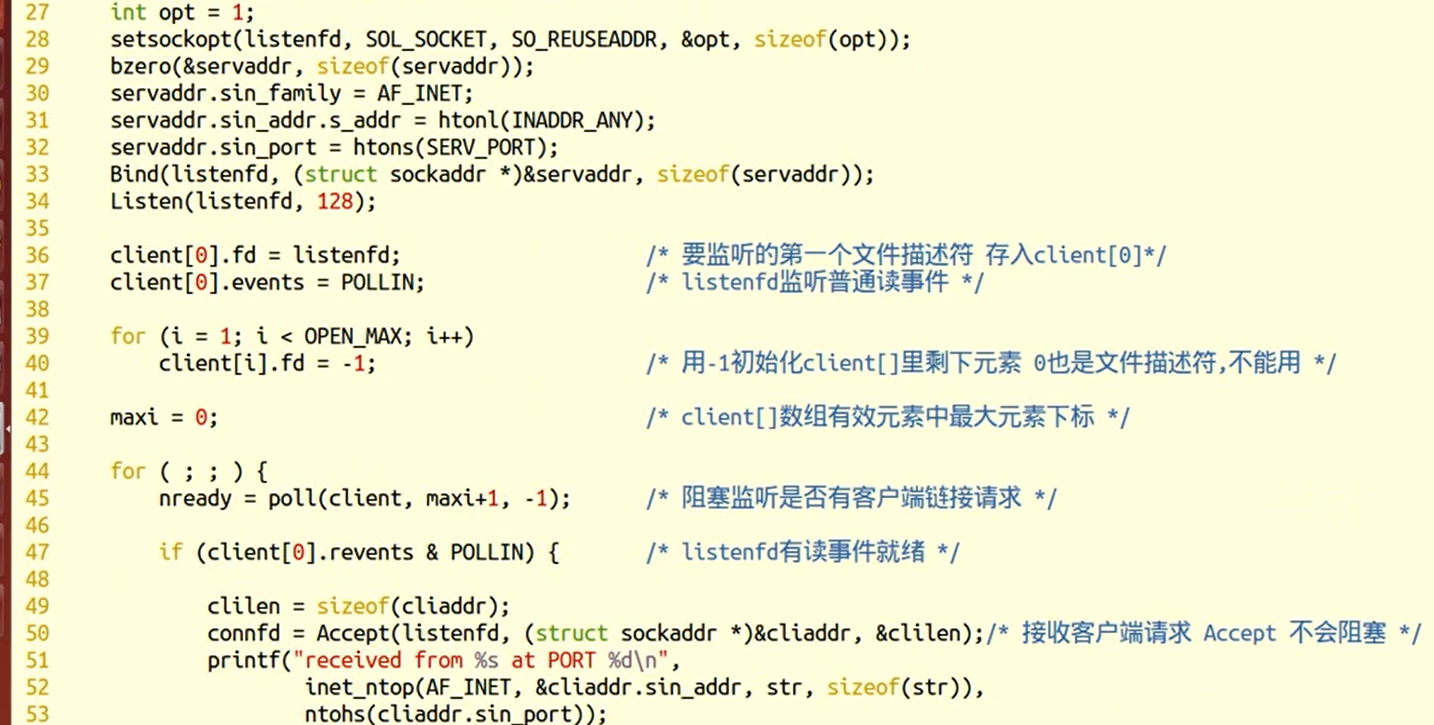 27     int opt = 1;
28     setsockopt(listenfd, SOL_SOCKET, SO_REUSEADDR, &opt, sizeof(opt));
29     bzero(&servaddr, sizeof(servaddr));
30     servaddr.sin_family = AF_INET;
31     servaddr.sin_addr.s_addr = htonl(INADDR_ANY);
32     servaddr.sin_port = htons(SERV_PORT);
33     Bind(listenfd, (struct sockaddr *)&servaddr, sizeof(servaddr));
34     Listen(listenfd, 128);
35
36     client[0].fd = listenfd;                    /* 要监听的第一个文件描述符 存入client[0]*/
37     client[0].events = POLLIN;                  /* listenfd监听普通读事件 */
38
39     for (i = 1; i < OPEN_MAX; i++)
40         client[i].fd = -1;                      /* 用-1初始化client[]里剩下元素 0也是文件描述符,不能用 */
41
42     maxi = 0;                                   /* client[]数组有效元素中最大元素下标 */
43
44     for ( ; ; ) {
45         nready = poll(client, maxi+1, -1);      /* 阻塞监听是否有客户端链接请求 */
46
47         if (client[0].revents & POLLIN) {       /* listenfd有读事件就绪 */
48
49             clilen = sizeof(cliaddr);
50             connfd = Accept(listenfd, (struct sockaddr *)&cliaddr, &clilen);/* 接收客户端请求 Accept 不会阻塞 */
51             printf("received from %s at PORT %d\n",
52                     inet_ntop(AF_INET, &cliaddr.sin_addr, str, sizeof(str)),
53                     ntohs(cliaddr.sin_port));